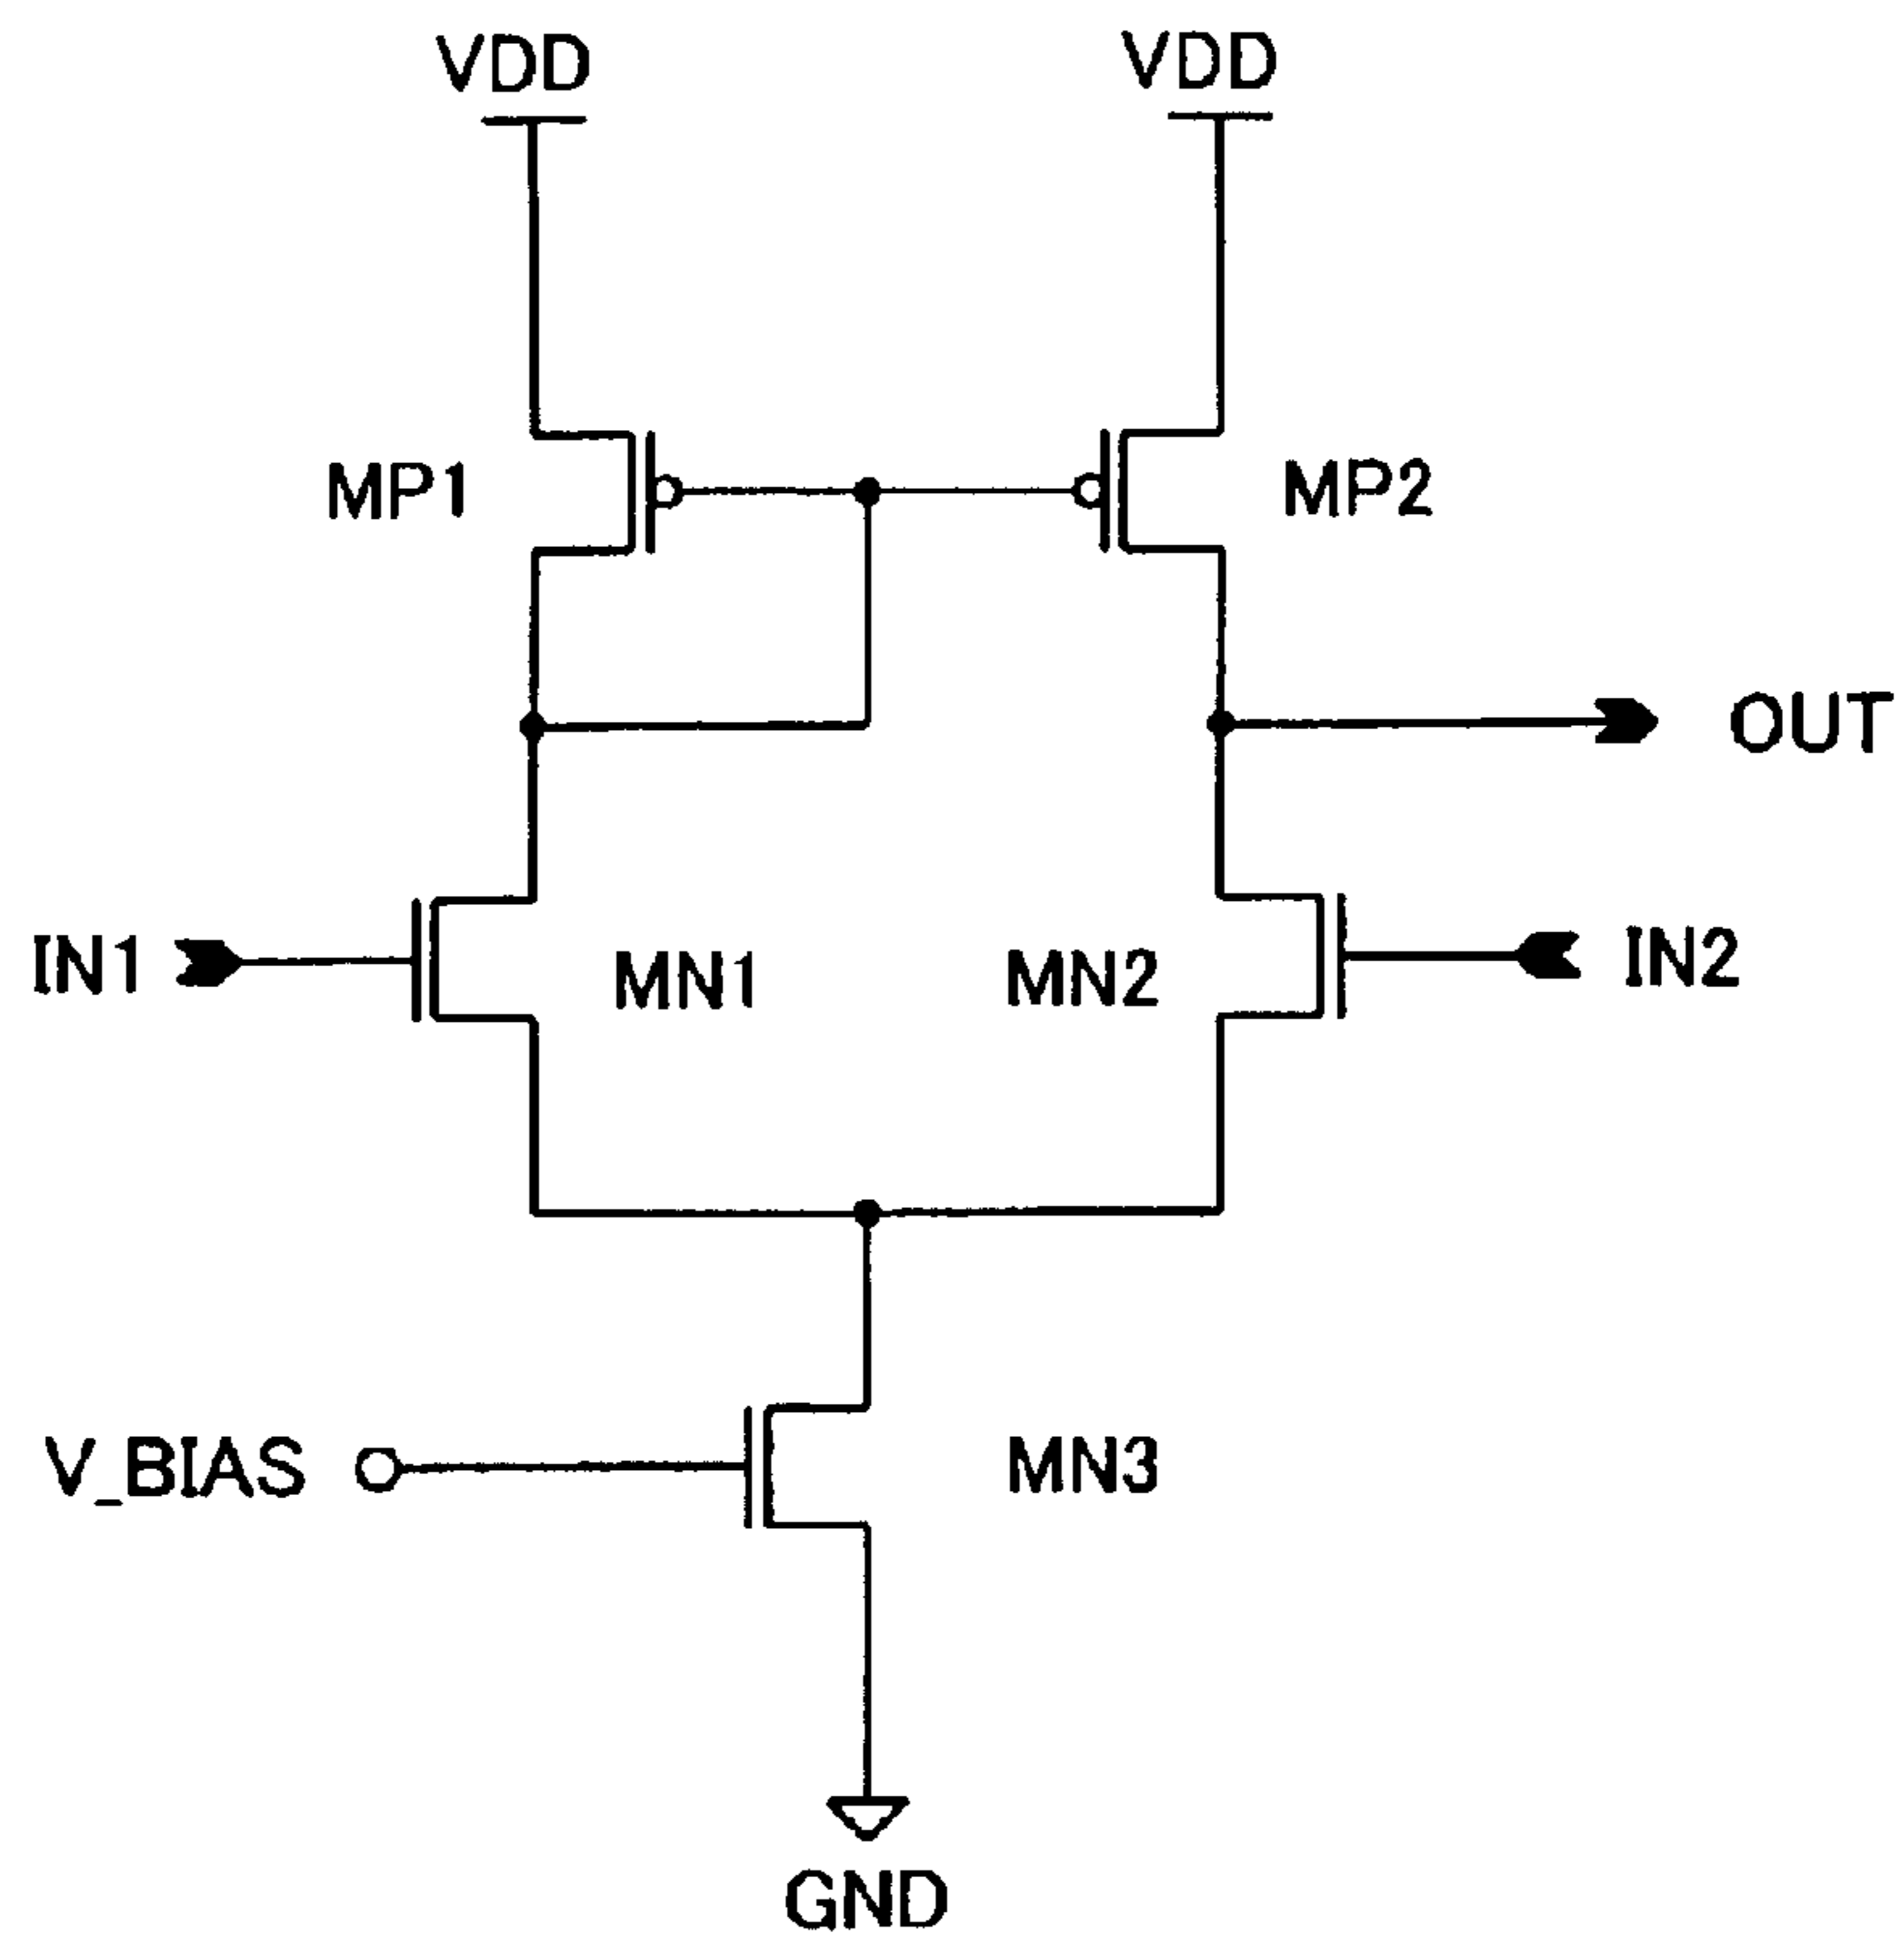 VDD VDD
MP1 MP2
OUT
IN1 MN1 MN2 IN2
V_BIAS MN3
GND